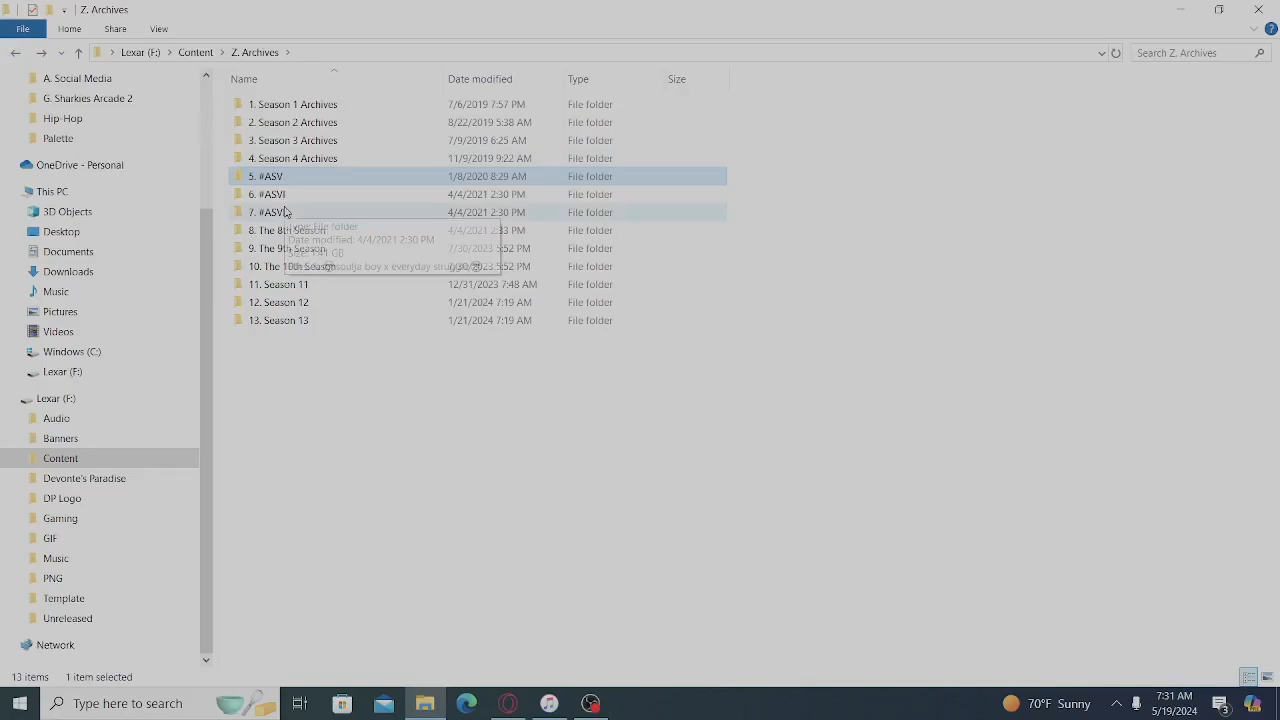 Z. Archives
File Home Share View
Lexar (F:) Content Z. Archives Search Z. Archives
Name Date modified Type Size
A. Social Media
G. Sharkies Arcade 2
Hip-Hop
Palette
OneDrive - Personal
This PC
3D Objects
Desktop
Documents
Downloads
Music
Pictures
Videos
Windows (C:)
Lexar (F:)
Lexar (F:)
Audio
Banners
Content
Devonte's Paradise
DP Logo
Gaming
GIF
Music
PNG
Template
Unreleased
Network
1. Season 1 Archives 7/6/2019 7:57 PM File folder
2. Season 2 Archives 8/22/2019 5:38 AM File folder
3. Season 3 Archives 7/9/2019 6:25 AM File folder
4. Season 4 Archives 11/9/2019 9:22 AM File folder
5. #ASV 1/8/2020 8:29 AM File folder
6. #ASVI 4/4/2021 2:30 PM File folder
7. #ASVI 4/4/2021 2:30 PM File folder
8. The 8th Season 4/4/2021 2:33 PM File folder
9. The 9th Season 7/30/2023 5:52 PM File folder
10. The 10th Season 7/30/2023 5:52 PM File folder
11. Season 11 12/31/2023 7:48 AM File folder
12. Season 12 1/21/2024 7:19 AM File folder
13. Season 13 1/21/2024 7:19 AM File folder
Type: File folder
Date modified: 4/4/2021 2:30 PM
Size: 1.41 GB
soulja boy x everyday
13 items 1 item selected
Type here to search
70°F Sunny
7:31 AM
5/19/2024
3